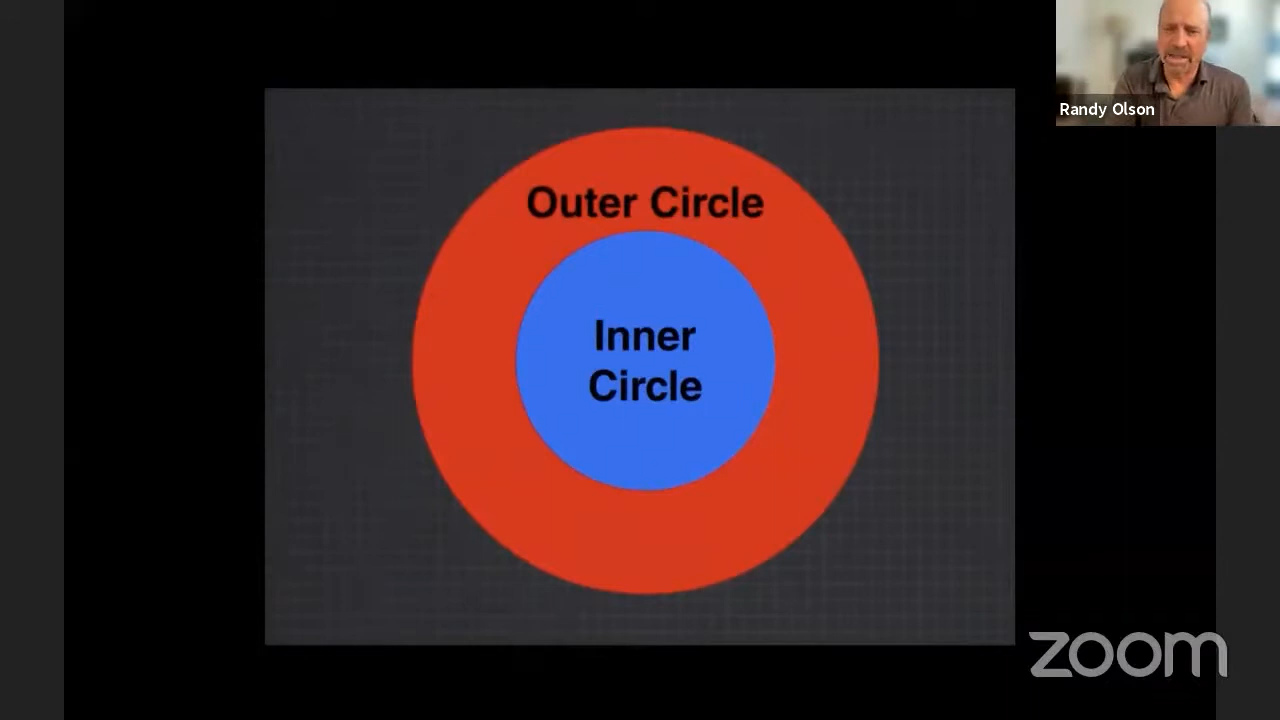 Randy Olson
Outer Circle
Inner
Circle
zoom